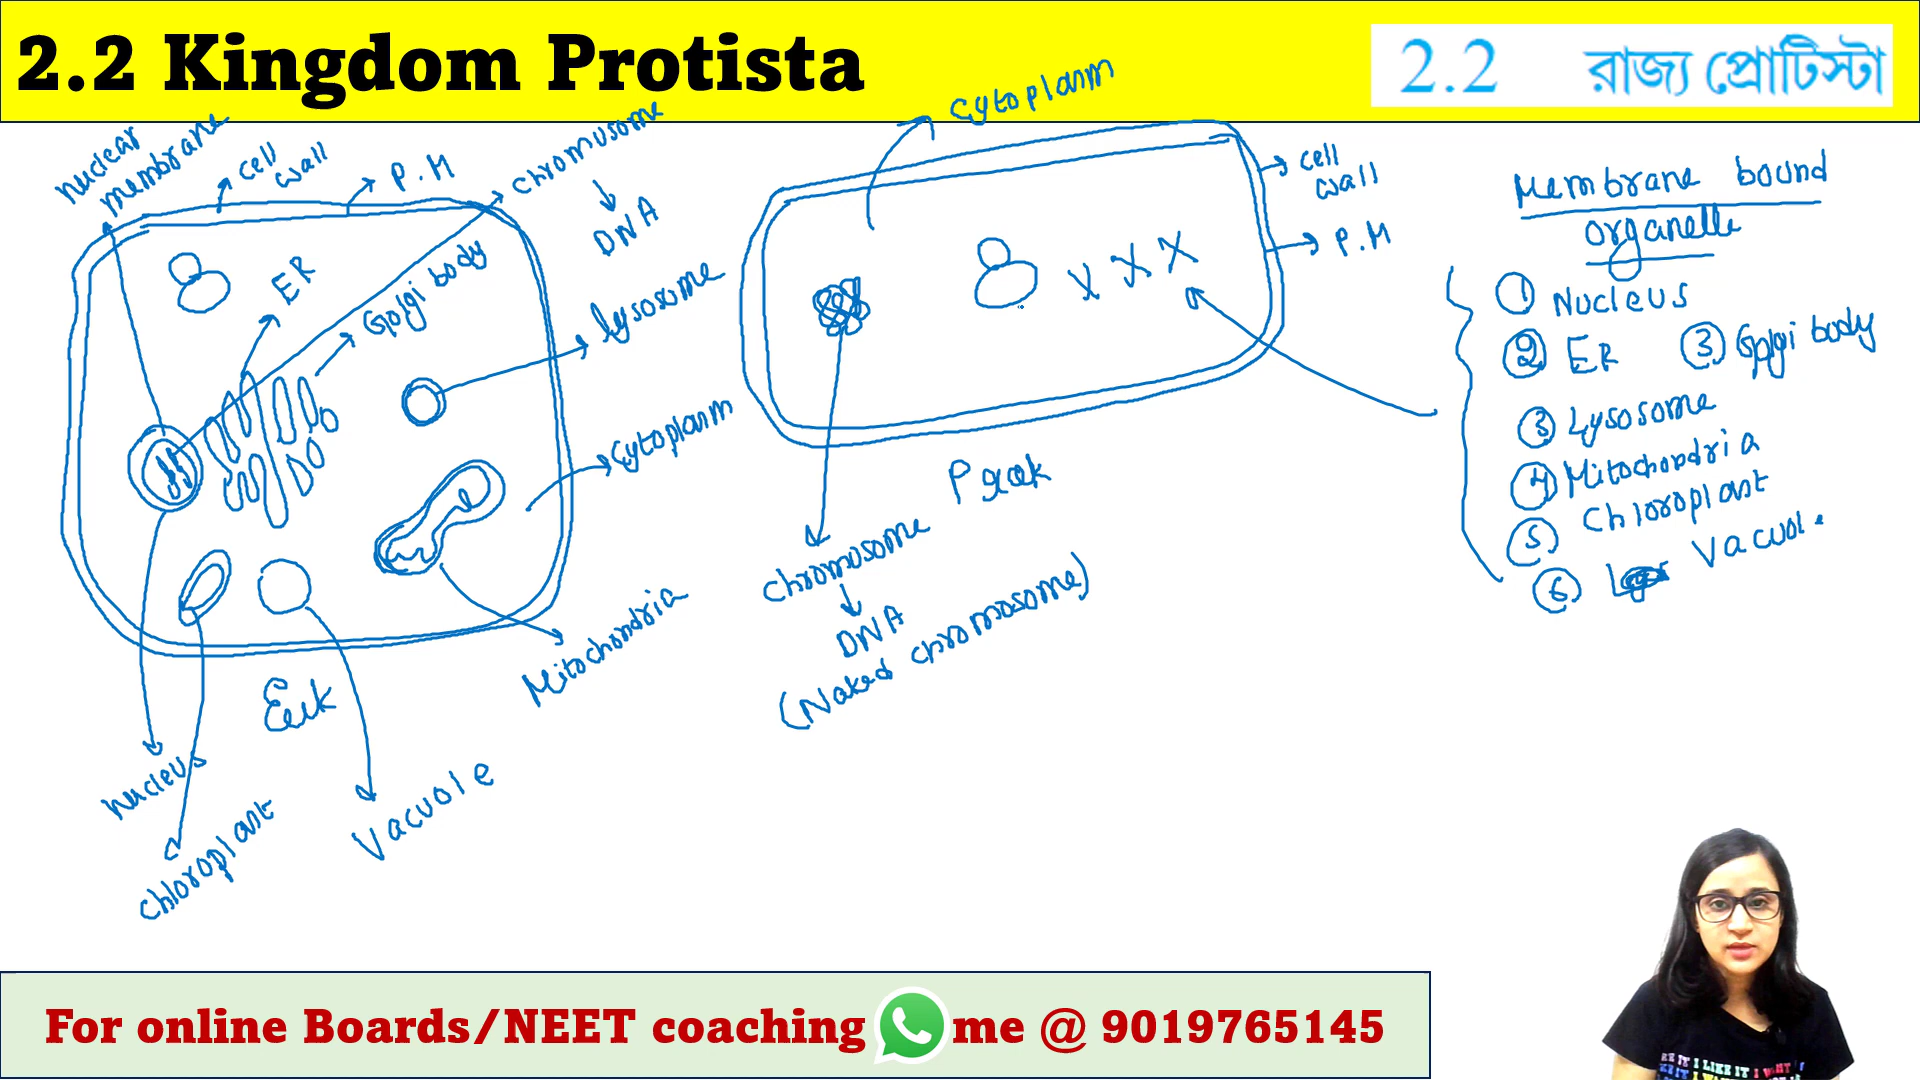 2.2 Kingdom Protista
2.2 রাজ্য প্রোটিস্টা
nuclear
membrane
cell
wall
P.M
chromusome
DNA
ER
Golgi body
lysosome
cytoplasm
Mitochondria
Euk
nucleus
chloroplast
Vacuole
cytoplasm
cell
wall
P.M
Prok
chromosome
DNA
(Naked chromosome)
Membrane bound
organelle
1 Nucleus
2 ER 3 Golgi body
3 Lysosome
4 Mitochondria
5 Chloroplast
6 Vacuole
For online Boards/NEET coaching me @ 9019765145